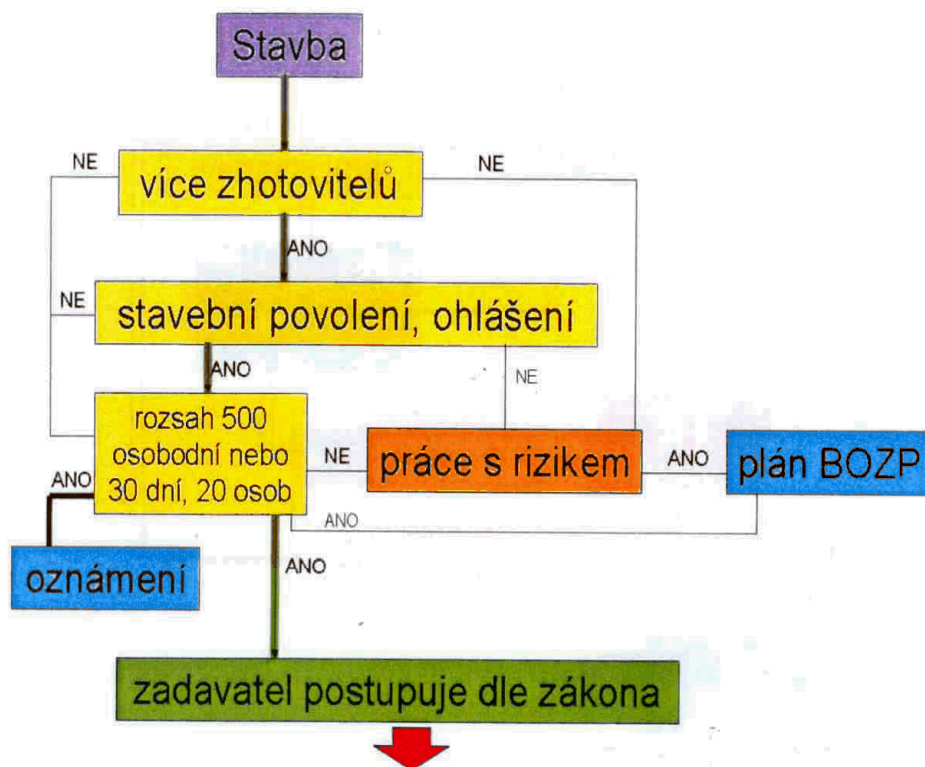 Stavba
NE
NE
více zhotovitelů
ANO
NE
stavební povolení, ohlášení
ANO
NE
rozsah 500
osobodní nebo
30 dní, 20 osob
NE
práce s rizikem
ANO
plán BOZP
ANO
ANO
oznámení
ANO
zadavatel postupuje dle zákona